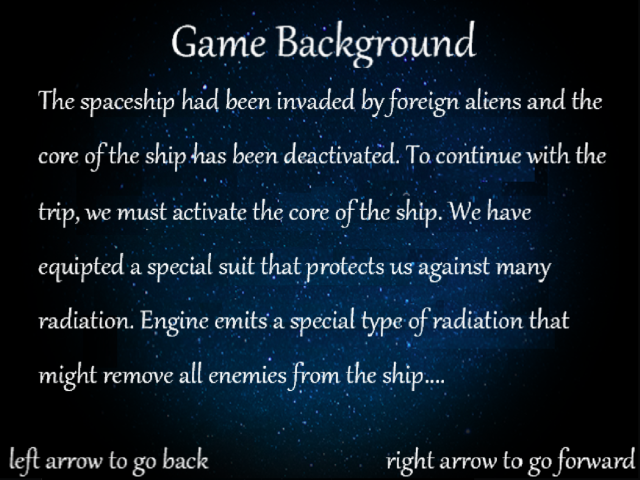 Game Background
The spaceship had been invaded by foreign aliens and the
core of the ship has been deactivated. To continue with the
trip, we must activate the core of the ship. We have
equipted a special suit that protects us against many
radiation. Engine emits a special type of radiation that
might remove all enemies from the ship....
left arrow to go back
right arrow to go forward